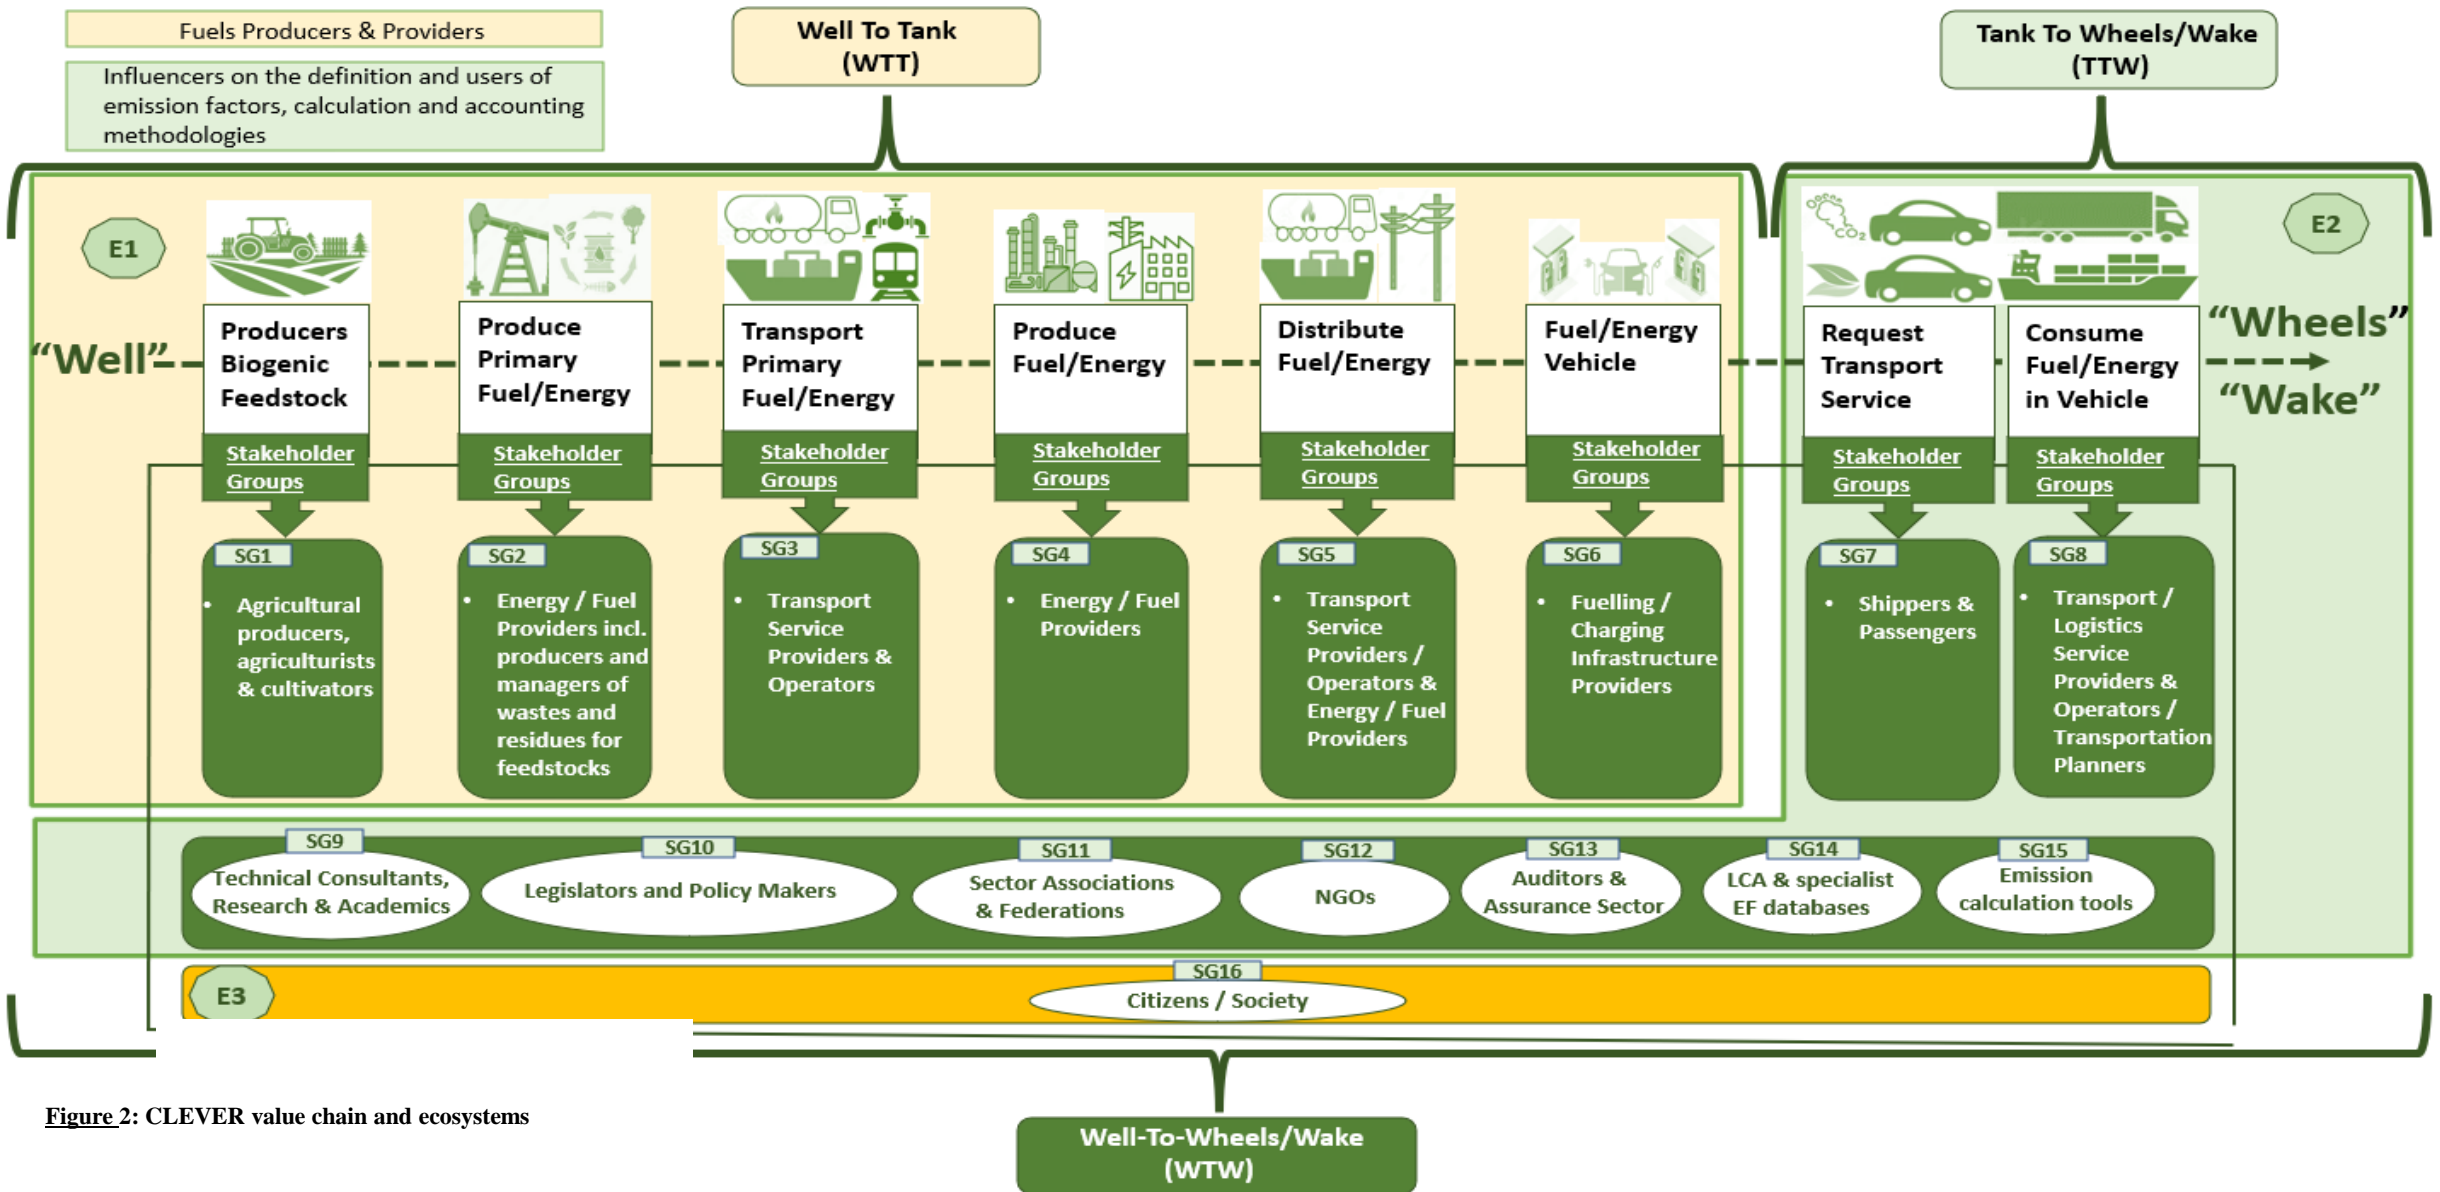 Fuels Producers & Providers
Influencers on the definition and users of
emission factors, calculation and accounting
methodologies
Well To Tank
(WTT)
Tank To Wheels/Wake
(TTW)
E1
E2
CO₂
“Well”
Producers
Biogenic
Feedstock
Produce
Primary
Fuel/Energy
Transport
Primary
Fuel/Energy
Produce
Fuel/Energy
Distribute
Fuel/Energy
Fuel/Energy
Vehicle
Request
Transport
Service
Consume
Fuel/Energy
in Vehicle
“Wheels”
“Wake”
Stakeholder
Groups
Stakeholder
Groups
Stakeholder
Groups
Stakeholder
Groups
Stakeholder
Groups
Stakeholder
Groups
Stakeholder
Groups
Stakeholder
Groups
SG1
• Agricultural
producers,
agriculturists
& cultivators
SG2
• Energy / Fuel
Providers incl.
producers and
managers of
wastes and
residues for
feedstocks
SG3
• Transport
Service
Providers &
Operators
SG4
• Energy / Fuel
Providers
SG5
• Transport
Service
Providers /
Operators &
Energy / Fuel
Providers
SG6
• Fuelling /
Charging
Infrastructure
Providers
SG7
• Shippers &
Passengers
SG8
• Transport /
Logistics
Service
Providers &
Operators /
Transportation
Planners
SG9
Technical Consultants,
Research & Academics
SG10
Legislators and Policy Makers
SG11
Sector Associations
& Federations
SG12
NGOs
SG13
Auditors &
Assurance Sector
SG14
LCA & specialist
EF databases
SG15
Emission
calculation tools
E3
SG16
Citizens / Society
Figure 2: CLEVER value chain and ecosystems
Well-To-Wheels/Wake
(WTW)